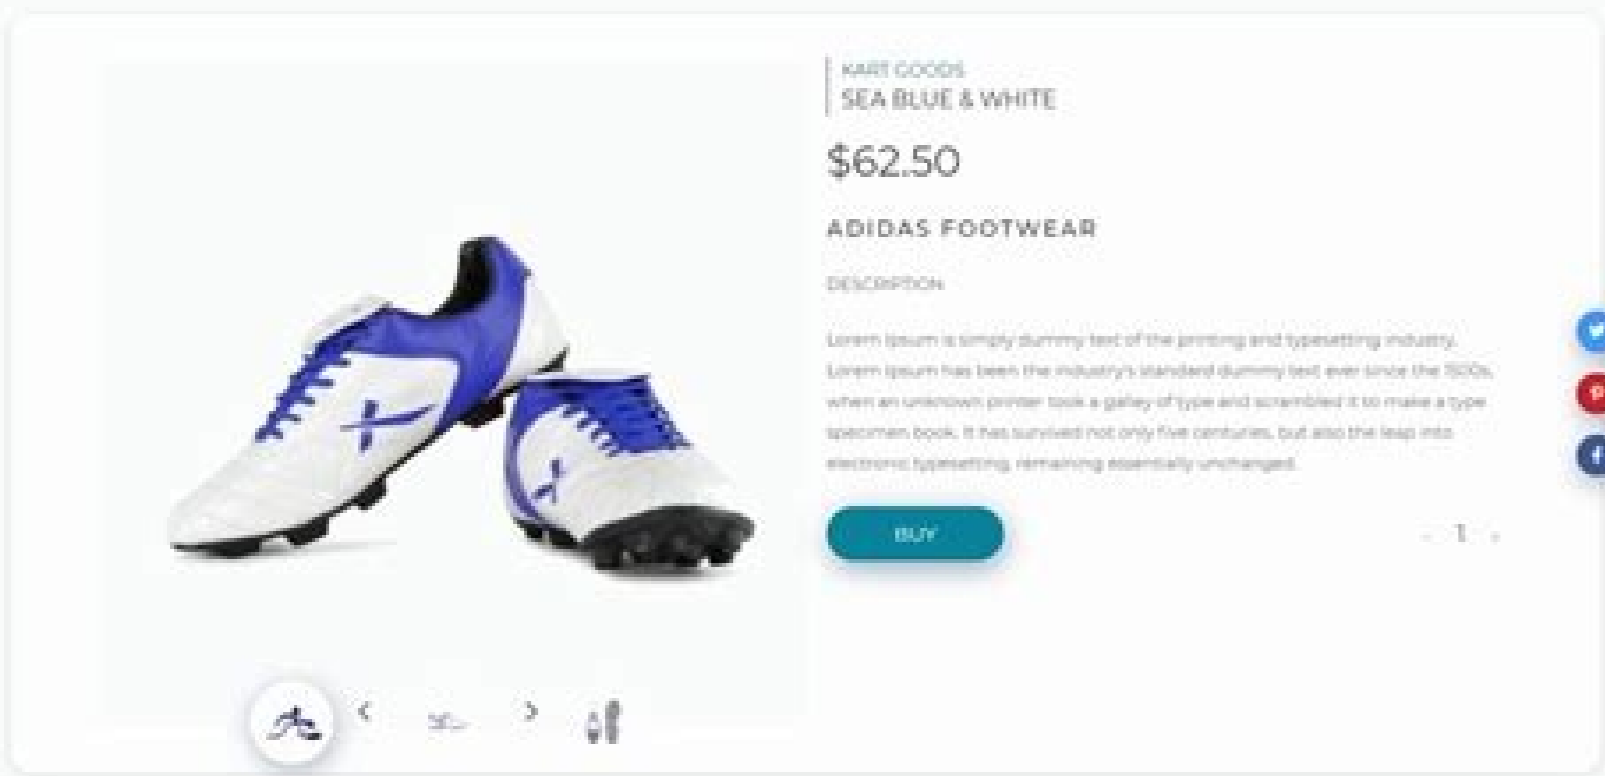 KART GOODS
SEA BLUE & WHITE
$62.50
ADIDAS FOOTWEAR
DESCRIPTION
Lorem Ipsum is simply dummy text of the printing and typesetting industry.
Lorem Ipsum has been the industry's standard dummy text ever since the 1500s,
when an unknown printer took a galley of type and scrambled it to make a type
specimen book. It has survived not only five centuries, but also the leap into
electronic typesetting, remaining essentially unchanged.
BUY
1